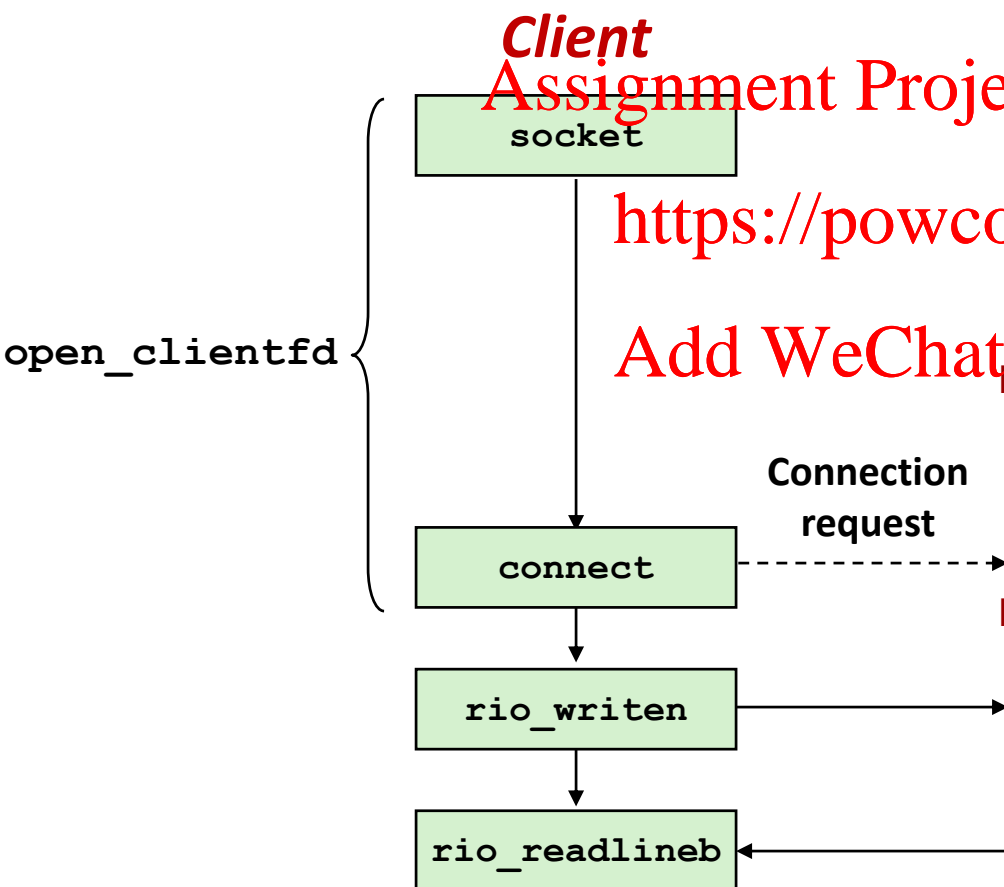 Client
Assignment Proje
socket
https://powco
open_clientfd
Add WeChat
Connection
request
connect
rio_writen
rio_readlineb